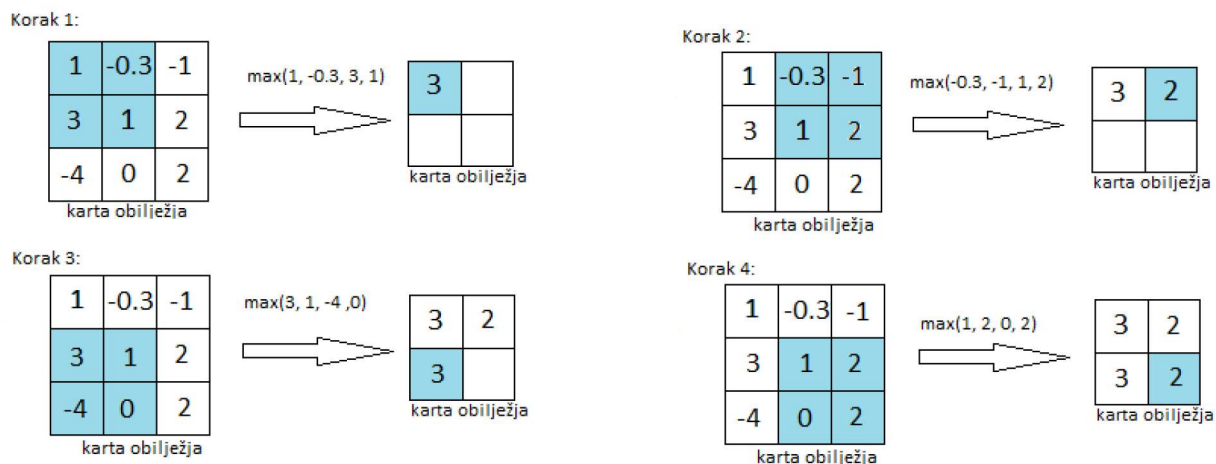 Korak 1:
1 -0.3 -1
3 1 2
-4 0 2
karta obilježja
max(1, -0.3, 3, 1)
3
karta obilježja
Korak 2:
1 -0.3 -1
3 1 2
-4 0 2
karta obilježja
max(-0.3, -1, 1, 2)
3 2
karta obilježja
Korak 3:
1 -0.3 -1
3 1 2
-4 0 2
karta obilježja
max(3, 1, -4 ,0)
3 2
3
karta obilježja
Korak 4:
1 -0.3 -1
3 1 2
-4 0 2
karta obilježja
max(1, 2, 0, 2)
3 2
3 2
karta obilježja